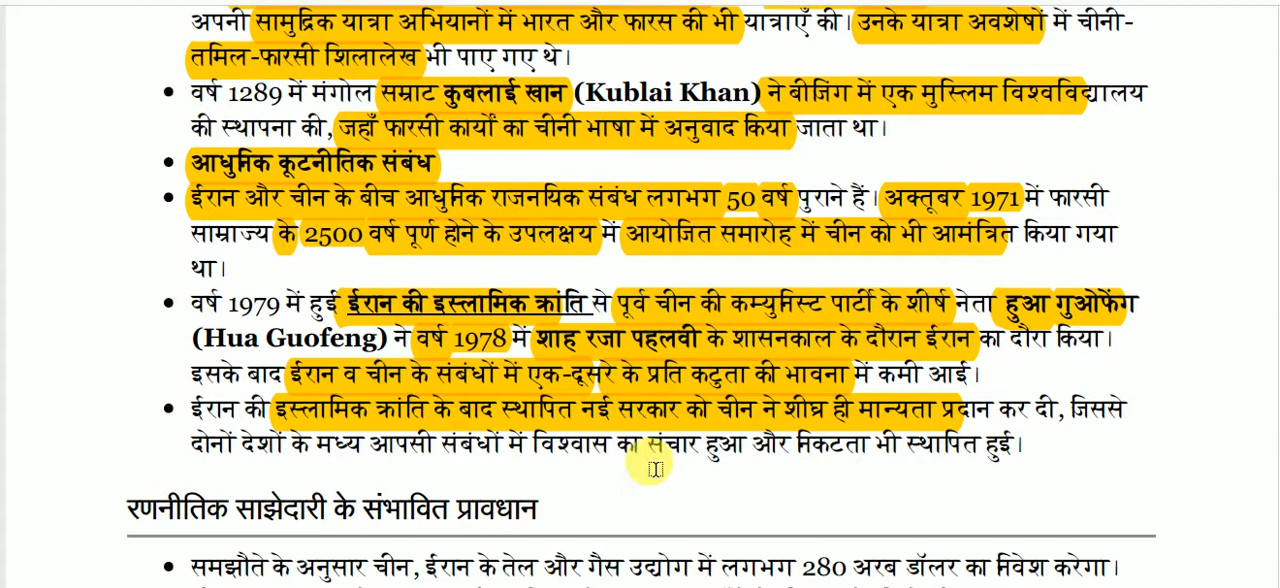 अपनी सामुद्रिक यात्रा अभियानों में भारत और फारस की भी यात्राएँ की। उनके यात्रा अवशेषों में चीनी-
तमिल-फारसी शिलालेख भी पाए गए थे।
• वर्ष 1289 में मंगोल सम्राट कुबलाई खान (Kublai Khan) ने बीजिंग में एक मुस्लिम विश्वविद्यालय
की स्थापना की, जहाँ फारसी कार्यों का चीनी भाषा में अनुवाद किया जाता था।
• आधुनिक कूटनीतिक संबंध
• ईरान और चीन के बीच आधुनिक राजनयिक संबंध लगभग 50 वर्ष पुराने हैं। अक्तूबर 1971 में फारसी
साम्राज्य के 2500 वर्ष पूर्ण होने के उपलक्षय में आयोजित समारोह में चीन को भी आमंत्रित किया गया
था।
• वर्ष 1979 में हुई ईरान की इस्लामिक क्रांति से पूर्व चीन की कम्युनिस्ट पार्टी के शीर्ष नेता हुआ गुओफेंग
(Hua Guofeng) ने वर्ष 1978 में शाह रजा पहलवी के शासनकाल के दौरान ईरान का दौरा किया।
इसके बाद ईरान व चीन के संबंधों में एक-दूसरे के प्रति कटुता की भावना में कमी आई।
• ईरान की इस्लामिक क्रांति के बाद स्थापित नई सरकार को चीन ने शीघ्र ही मान्यता प्रदान कर दी, जिससे
दोनों देशों के मध्य आपसी संबंधों में विश्वास का संचार हुआ और निकटता भी स्थापित हुई।
रणनीतिक साझेदारी के संभावित प्रावधान
• समझौते के अनुसार चीन, ईरान के तेल और गैस उद्योग में लगभग 280 अरब डॉलर का निवेश करेगा।